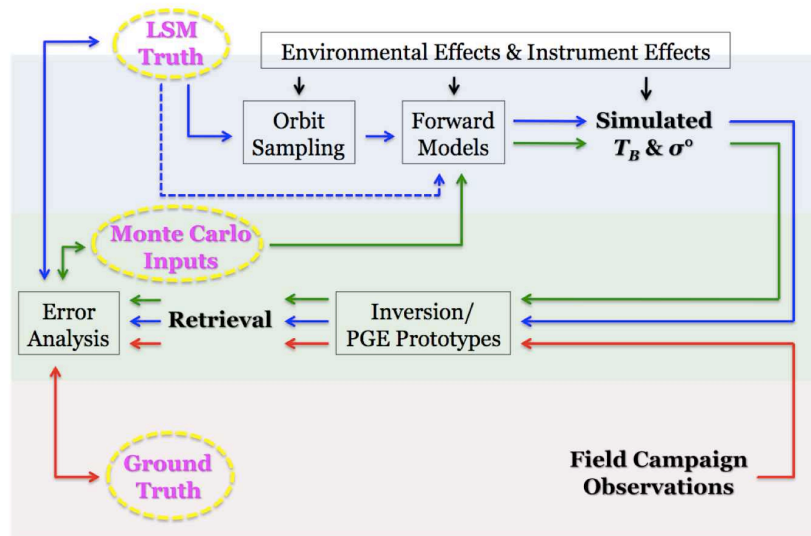 LSM
Truth
Environmental Effects & Instrument Effects
Orbit
Sampling
Forward
Models
Simulated
T_B & σ°
Monte Carlo
Inputs
Error
Analysis
Retrieval
Inversion/
PGE Prototypes
Ground
Truth
Field Campaign
Observations